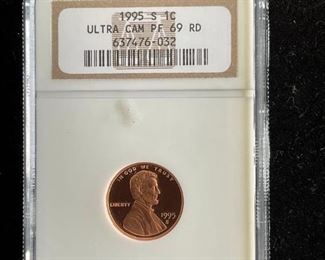 1995 S 1C
ULTRA CAM PF 69 RD
637476-032
IN GOD WE TRUST
LIBERTY
1995
S